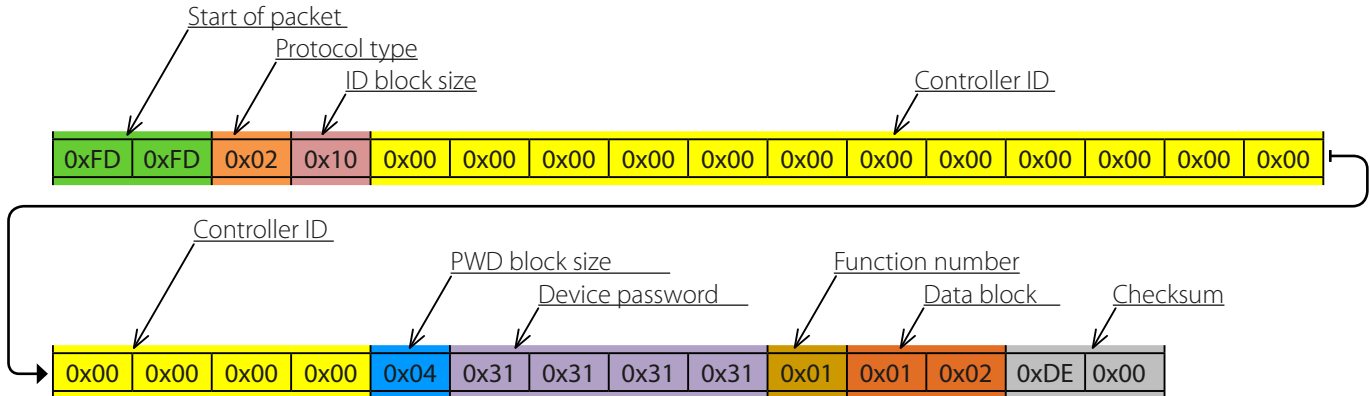 Start of packet
Protocol type
ID block size
Controller ID
0xFD 0xFD 0x02 0x10 0x00 0x00 0x00 0x00 0x00 0x00 0x00 0x00 0x00 0x00 0x00 0x00
Controller ID
PWD block size
Function number
Device password
Data block
Checksum
0x00 0x00 0x00 0x00 0x04 0x31 0x31 0x31 0x31 0x01 0x01 0x02 0xDE 0x00